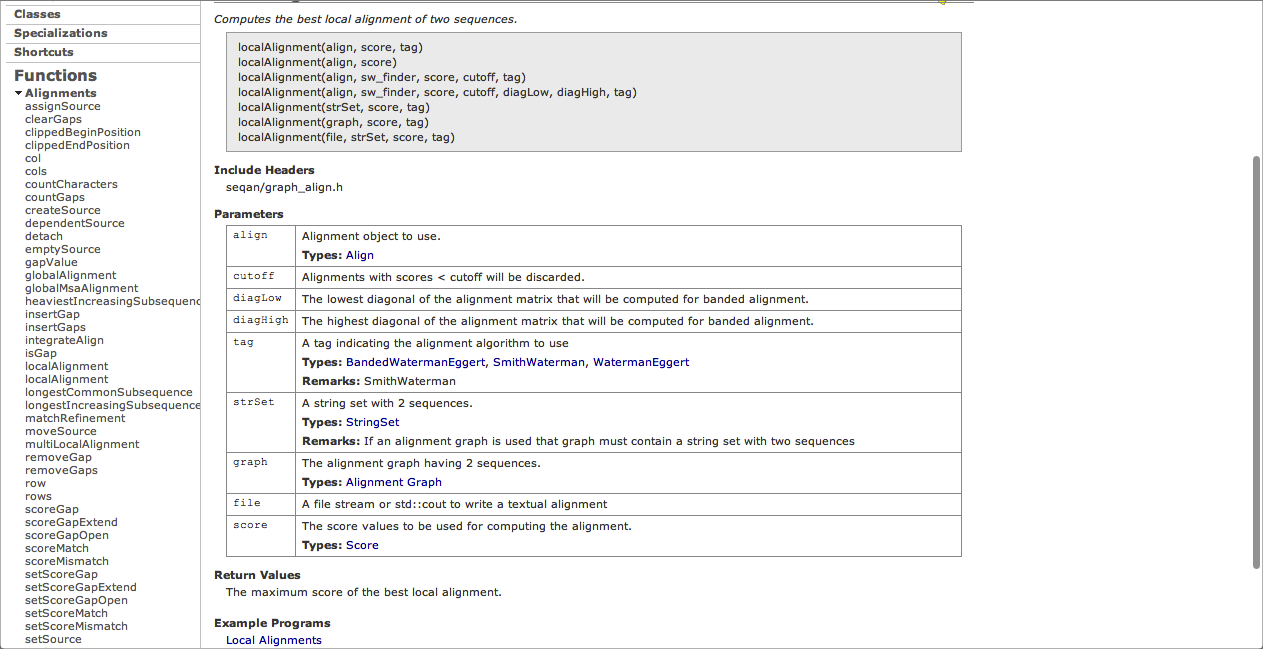 Classes
Specializations
Shortcuts
Functions
Alignments
assignSource
clearGaps
clippedBeginPosition
clippedEndPosition
col
cols
countCharacters
countGaps
createSource
dependentSource
detach
emptySource
gapValue
globalAlignment
globalMsaAlignment
heaviestIncreasingSubsequenc
insertGap
insertGaps
integrateAlign
isGap
localAlignment
localAlignment
longestCommonSubsequence
longestIncreasingSubsequence
matchRefinement
moveSource
multiLocalAlignment
removeGap
removeGaps
row
rows
scoreGap
scoreGapExtend
scoreGapOpen
scoreMatch
scoreMismatch
setScoreGap
setScoreGapExtend
setScoreGapOpen
setScoreMatch
setScoreMismatch
setSource
Computes the best local alignment of two sequences.
localAlignment(align, score, tag)
localAlignment(align, score)
localAlignment(align, sw_finder, score, cutoff, tag)
localAlignment(align, sw_finder, score, cutoff, diagLow, diagHigh, tag)
localAlignment(strSet, score, tag)
localAlignment(graph, score, tag)
localAlignment(file, strSet, score, tag)
Include Headers
seqan/graph_align.h
Parameters
align Alignment object to use.
Types: Align
cutoff Alignments with scores < cutoff will be discarded.
diagLow The lowest diagonal of the alignment matrix that will be computed for banded alignment.
diagHigh The highest diagonal of the alignment matrix that will be computed for banded alignment.
tag A tag indicating the alignment algorithm to use
Types: BandedWatermanEggert, SmithWaterman, WatermanEggert
Remarks: SmithWaterman
strSet A string set with 2 sequences.
Types: StringSet
Remarks: If an alignment graph is used that graph must contain a string set with two sequences
graph The alignment graph having 2 sequences.
Types: Alignment Graph
file A file stream or std::cout to write a textual alignment
score The score values to be used for computing the alignment.
Types: Score
Return Values
The maximum score of the best local alignment.
Example Programs
Local Alignments